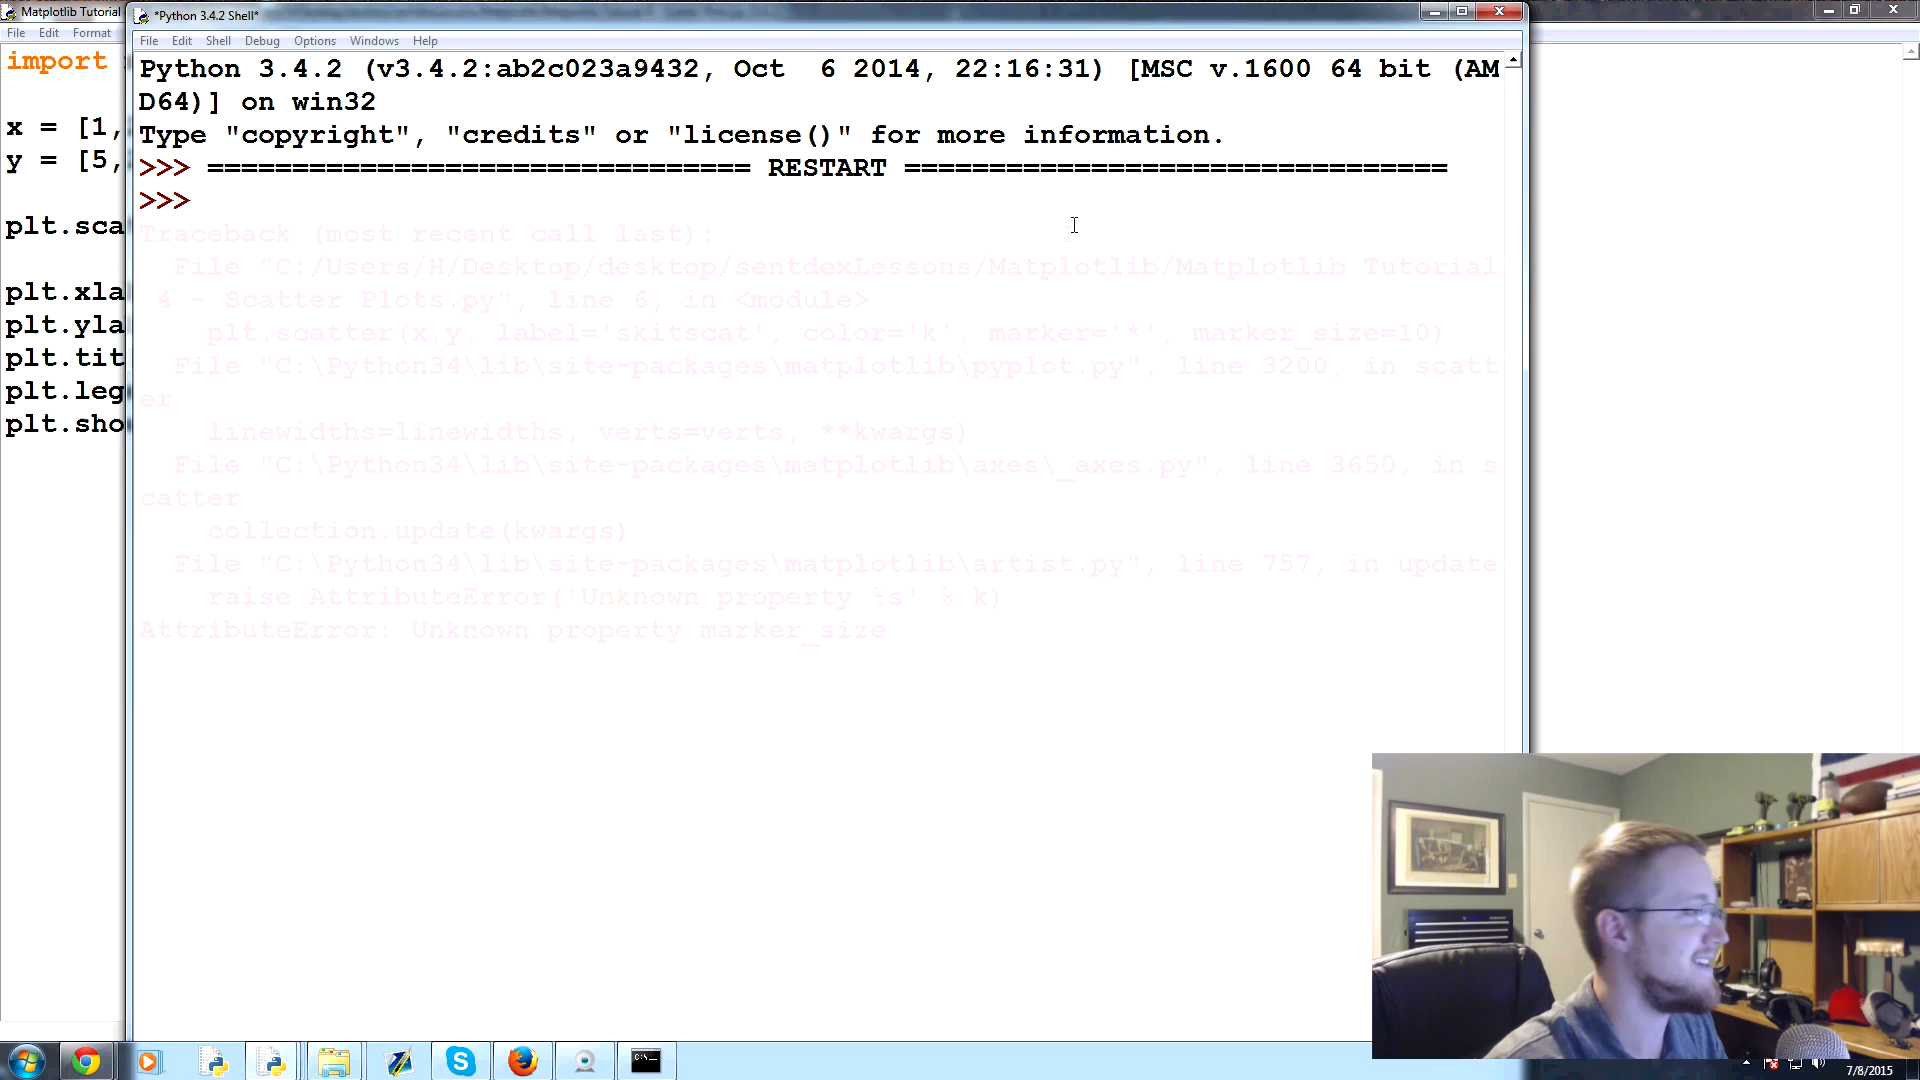 Matplotlib Tutorial
*Python 3.4.2 Shell*
File Edit Format
File Edit Shell Debug Options Windows Help
import
x = [1,
y = [5,
plt.sca
plt.xla
plt.yla
plt.tit
plt.leg
plt.sho
Python 3.4.2 (v3.4.2:ab2c023a9432, Oct  6 2014, 22:16:31) [MSC v.1600 64 bit (AM
D64)] on win32
Type "copyright", "credits" or "license()" for more information.
>>> ================================ RESTART ================================
>>>
Traceback (most recent call last):
  File "C:/Users/H/Desktop/desktop/sentdexLessons/Matplotlib/Matplotlib Tutorial
 4 - Scatter Plots.py", line 6, in <module>
    plt.scatter(x,y, label='skitscat', color='k', marker='*', marker_size=10)
  File "C:\Python34\lib\site-packages\matplotlib\pyplot.py", line 3200, in scatt
er
    linewidths=linewidths, verts=verts, **kwargs)
  File "C:\Python34\lib\site-packages\matplotlib\axes\_axes.py", line 3650, in s
catter
    collection.update(kwargs)
  File "C:\Python34\lib\site-packages\matplotlib\artist.py", line 757, in update
    raise AttributeError('Unknown property %s' % k)
AttributeError: Unknown property marker_size
7/8/2015